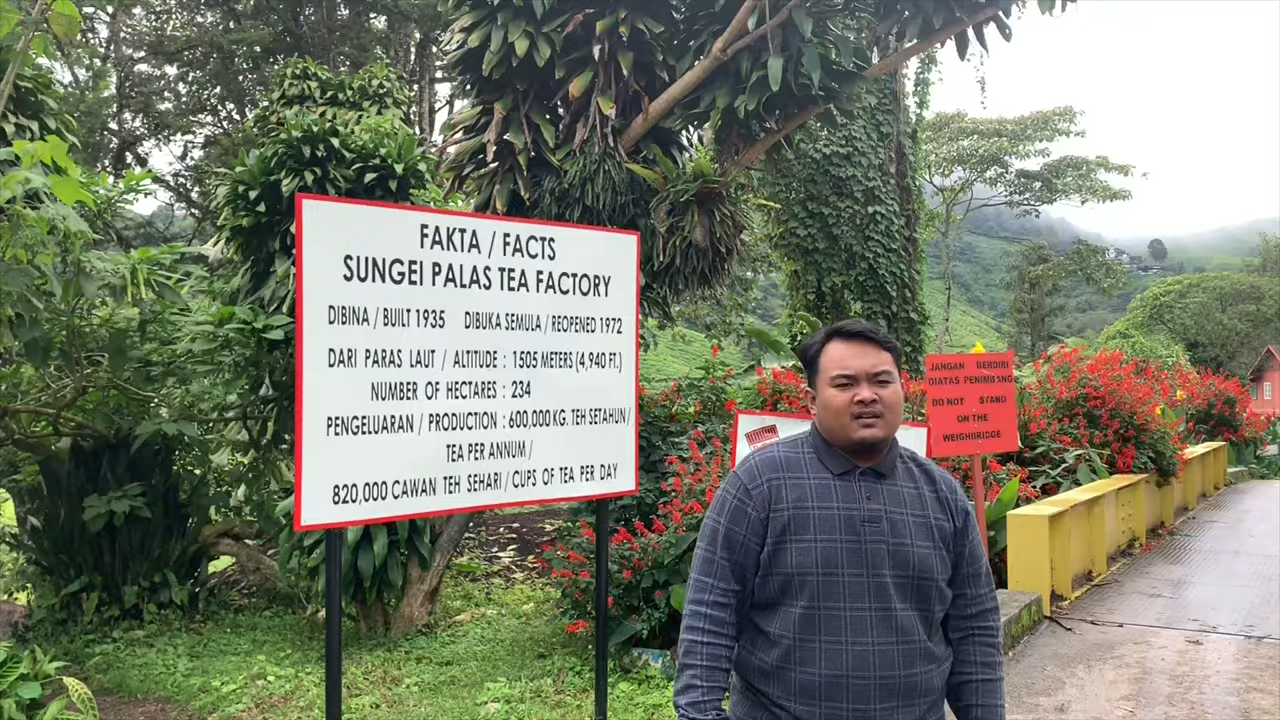 FAKTA / FACTS
SUNGEI PALAS TEA FACTORY
DIBINA / BUILT 1935 DIBUKA SEMULA / REOPENED 1972
DARI PARAS LAUT / ALTITUDE : 1505 METERS (4,940 FT.)
NUMBER OF HECTARES : 234
PENGELUARAN / PRODUCTION : 600,000 KG. TEH SETAHUN /
TEA PER ANNUM /
820,000 CAWAN TEH SEHARI / CUPS OF TEA PER DAY
JANGAN BERDIRI
DIATAS PENIMBANG
DO NOT STAND
ON THE
WEIGHBRIDGE